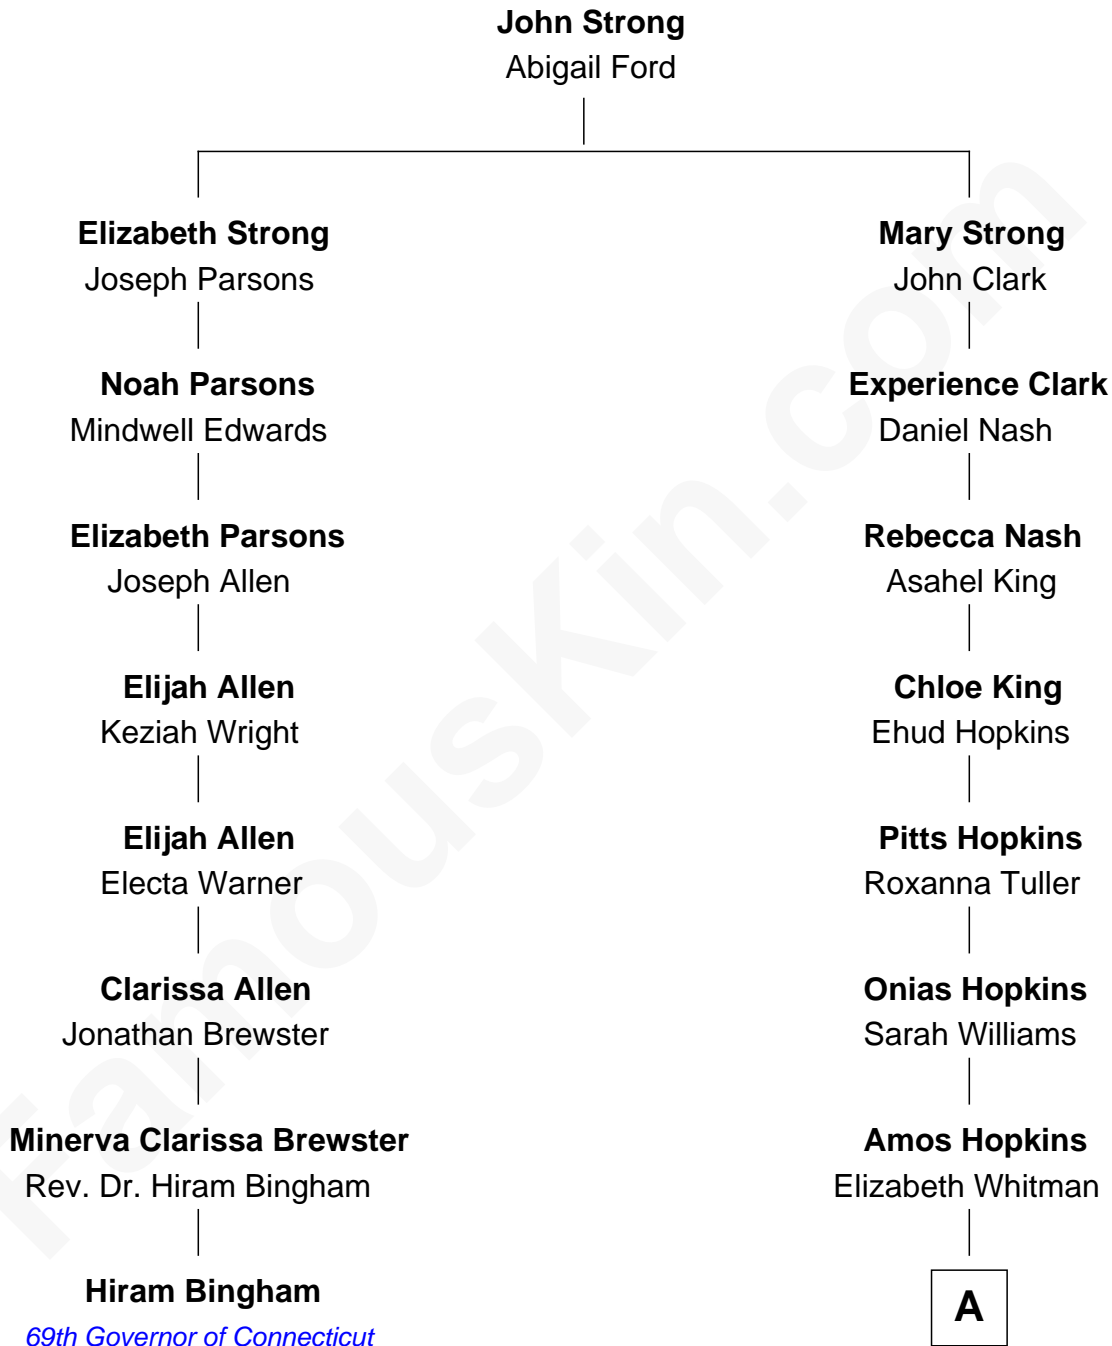 John Strong
Abigail Ford
Elizabeth Strong
Joseph Parsons
Mary Strong
John Clark
Noah Parsons
Mindwell Edwards
Experience Clark
Daniel Nash
Elizabeth Parsons
Joseph Allen
Rebecca Nash
Asahel King
Elijah Allen
Keziah Wright
Chloe King
Ehud Hopkins
Elijah Allen
Electa Warner
Pitts Hopkins
Roxanna Tuller
Clarissa Allen
Jonathan Brewster
Onias Hopkins
Sarah Williams
Minerva Clarissa Brewster
Rev. Dr. Hiram Bingham
Amos Hopkins
Elizabeth Whitman
Hiram Bingham
69th Governor of Connecticut
A
FamousKin.com